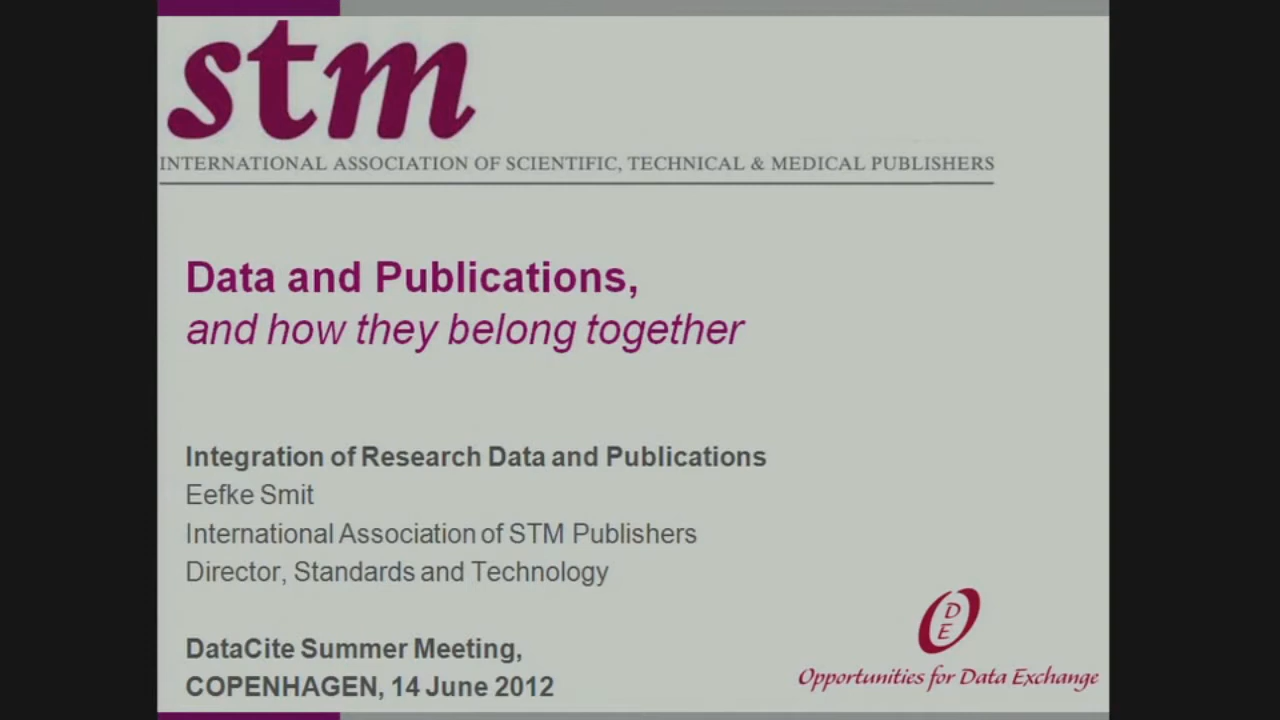 stm
INTERNATIONAL ASSOCIATION OF SCIENTIFIC, TECHNICAL & MEDICAL PUBLISHERS
Data and Publications,
and how they belong together
Integration of Research Data and Publications
Eefke Smit
International Association of STM Publishers
Director, Standards and Technology
DataCite Summer Meeting,
COPENHAGEN, 14 June 2012
ODE
Opportunities for Data Exchange